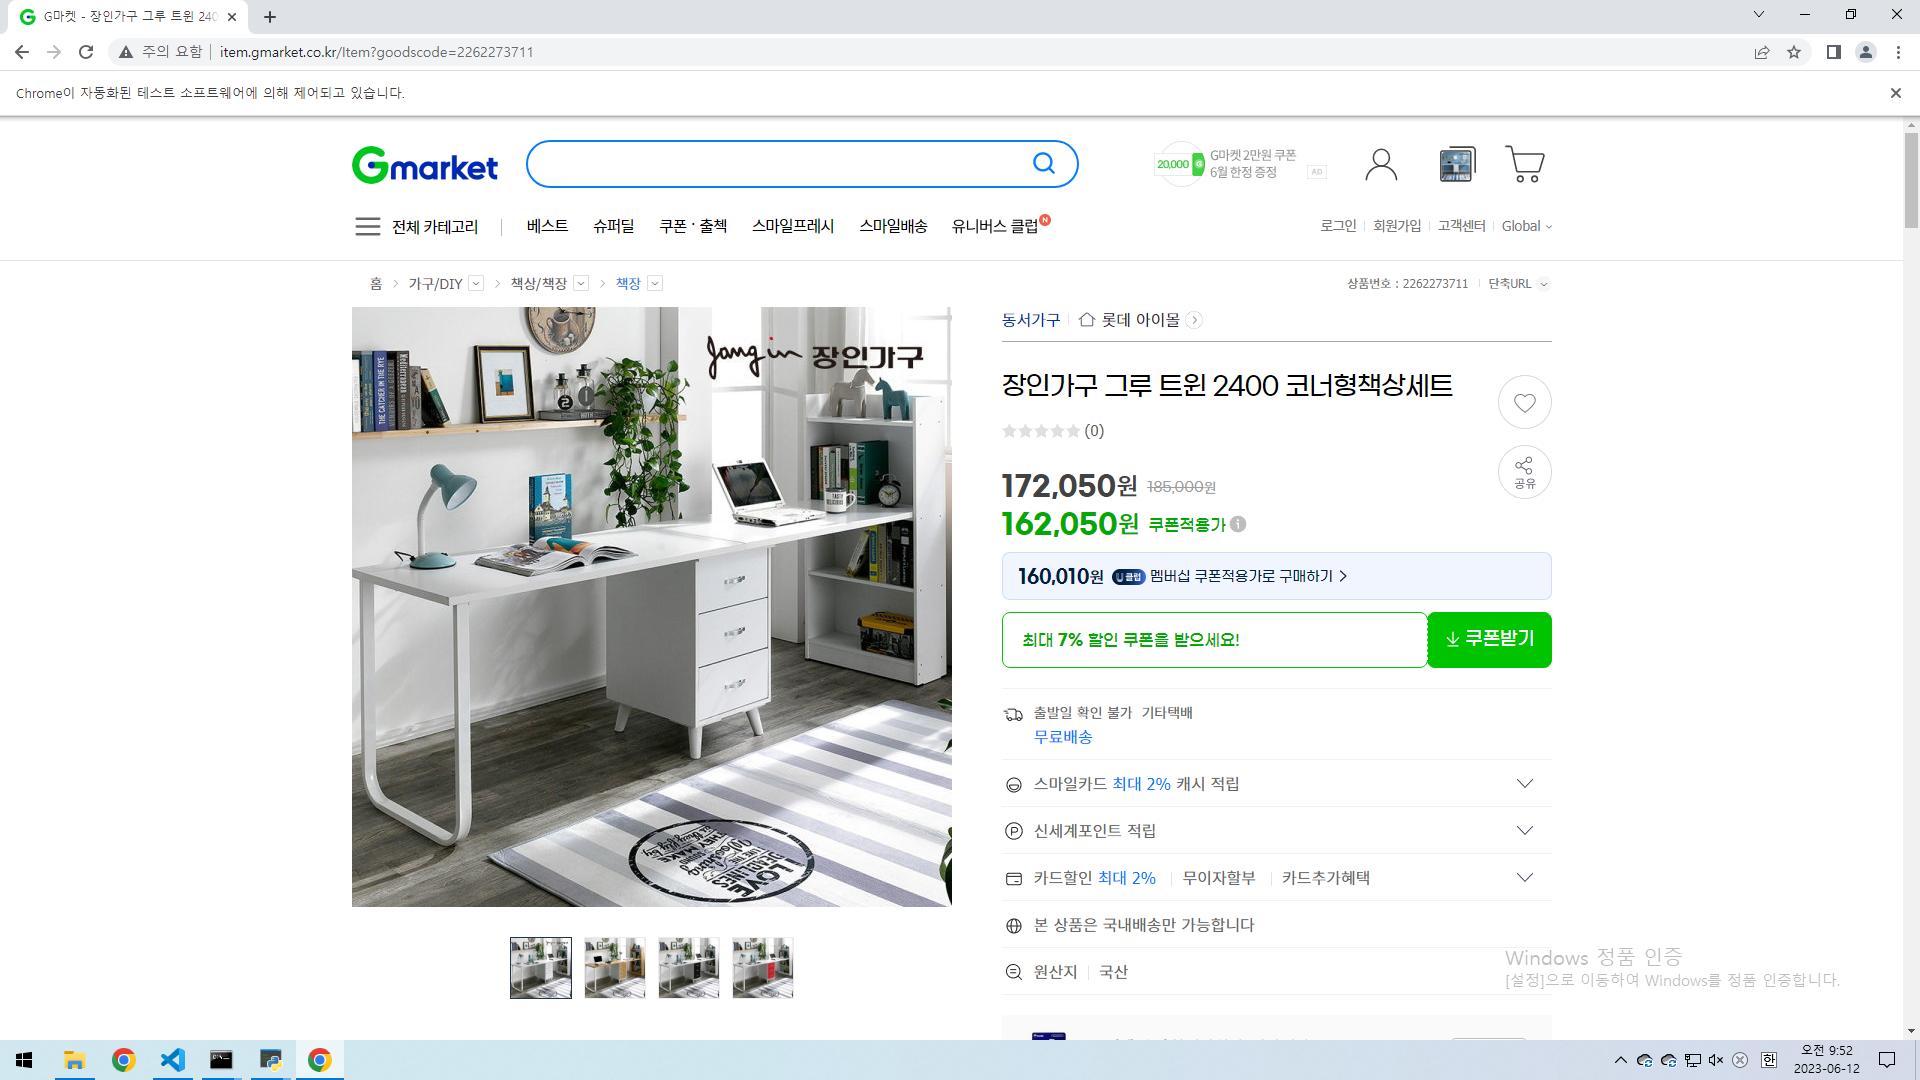 G마켓 - 장인가구 그루 트윈 240
주의 요함 item.gmarket.co.kr/Item?goodscode=2262273711
Chrome이 자동화된 테스트 소프트웨어에 의해 제어되고 있습니다.
Gmarket
20,000
G마켓 2만원 쿠폰
6월 한정 증정
AD
전체 카테고리 베스트 슈퍼딜 쿠폰·출첵 스마일프레시 스마일배송 유니버스 클럽 N
로그인 회원가입 고객센터 Global
홈 가구/DIY 책상/책장 책장
상품번호 : 2262273711 단축URL
Jang in 장인가구
THE CATCHER IN THE RYE
2
1
LOVE
DEADLINES
동서가구 롯데 아이몰
장인가구 그루 트윈 2400 코너형책상세트
(0)
공유
172,050원 185,000원
162,050원 쿠폰적용가
160,010원 U클럽 멤버십 쿠폰적용가로 구매하기
최대 7% 할인 쿠폰을 받으세요!
쿠폰받기
출발일 확인 불가 기타택배
무료배송
스마일카드 최대 2% 캐시 적립
신세계포인트 적립
카드할인 최대 2% 무이자할부 카드추가혜택
본 상품은 국내배송만 가능합니다
원산지 국산
Windows 정품 인증
[설정]으로 이동하여 Windows를 정품 인증합니다.
한
오전 9:52
2023-06-12